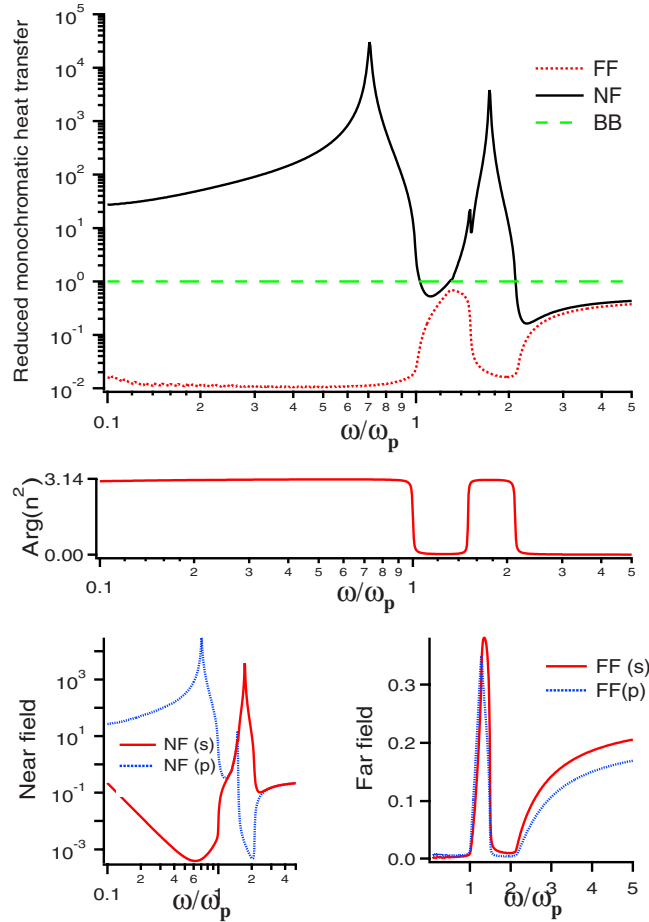 Reduced monochromatic heat transfer
10^5
10^4
10^3
10^2
10^1
10^0
10^-1
10^-2
FF
NF
BB
0.1 2 3 4 5 6 7 8 9 1 2 3 4 5
ω/ω_p
Arg(n^2)
3.14
0.00
0.1 2 3 4 5 6 7 8 9 1 2 3 4 5
ω/ω_p
Near field
10^3
10^1
10^-1
10^-3
NF (s)
NF (p)
0.1 2 4 6 1 2 4
ω/ω_p
Far field
0.3
0.2
0.1
0.0
FF (s)
FF(p)
1 2 3 4 5
ω/ω_p